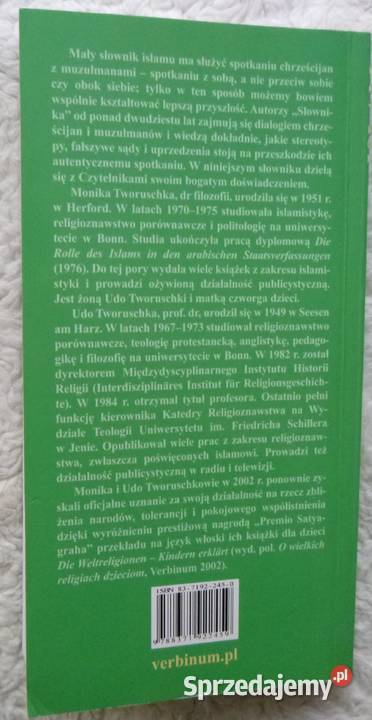 Mały słownik islamu ma służyć spotkaniu chrześcijan
z muzułmanami – spotkaniu z sobą, a nie przeciw sobie
czy obok siebie; tylko w ten sposób możemy bowiem
wspólnie kształtować lepszą przyszłość. Autorzy „Słowni-
ka” od ponad dwudziestu lat zajmują się dialogiem chrze-
ścijan i muzułmanów i wiedzą dokładnie, jakie stereoty-
py, fałszywe sądy i uprzedzenia stoją na przeszkodzie ich
autentycznemu spotkaniu. W niniejszym słowniku dzielą
się z Czytelnikami swoim bogatym doświadczeniem.
Monika Tworuschka, dr filozofii, urodziła się w 1951 r.
w Herford. W latach 1970–1975 studiowała islamistykę,
religioznawstwo porównawcze i politologię na uniwersy-
tecie w Bonn. Studia ukończyła pracą dyplomową Die
Rolle des Islams in den arabischen Staatsverfassungen
(1976). Do tej pory wydała wiele książek z zakresu islami-
styki i prowadzi ożywioną działalność publicystyczną.
Jest żoną Udo Tworuschki i matką czworga dzieci.
Udo Tworuschka, prof. dr, urodził się w 1949 w Seesen
am Harz. W latach 1967–1973 studiował religioznawstwo
porównawcze, teologię protestancką, anglistykę, pedago-
gikę i filozofię na uniwersytecie w Bonn. W 1982 r. został
dyrektorem Międzydyscyplinarnego Instytutu Historii
Religii (Interdisziplinäres Institut für Religionsgeschich-
te). W 1984 r. otrzymał tytuł profesora. Ostatnio pełni
funkcję kierownika Katedry Religioznawstwa na Wy-
dziale Teologii Uniwersytetu im. Friedricha Schillera
w Jenie. Opublikował wiele prac z zakresu religioznaw-
stwa, zwłaszcza poświęconych islamowi. Prowadzi też
działalność publicystyczną w radiu i telewizji.
Monika i Udo Tworuschkowie w 2002 r. ponownie zy-
skali oficjalne uznanie za swoją działalność na rzecz zbli-
żenia narodów, tolerancji i pokojowego współistnienia
dzięki wyróżnieniu prestiżową nagrodą „Premio Satya-
graha” przekładu na język włoski ich książki dla dzieci
Die Weltreligionen – Kindern erklärt (wyd. pol. O wielkich
religiach dzieciom, Verbinum 2002).
ISBN 83-7192-245-0
9 788371 922459
verbinum.pl
Sprzedajemy.pl